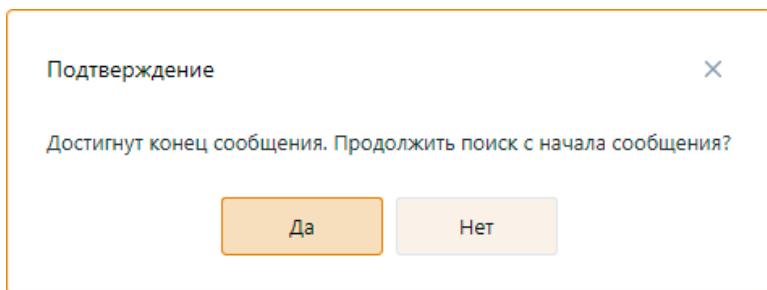 Подтверждение
Достигнут конец сообщения. Продолжить поиск с начала сообщения?
Да
Нет